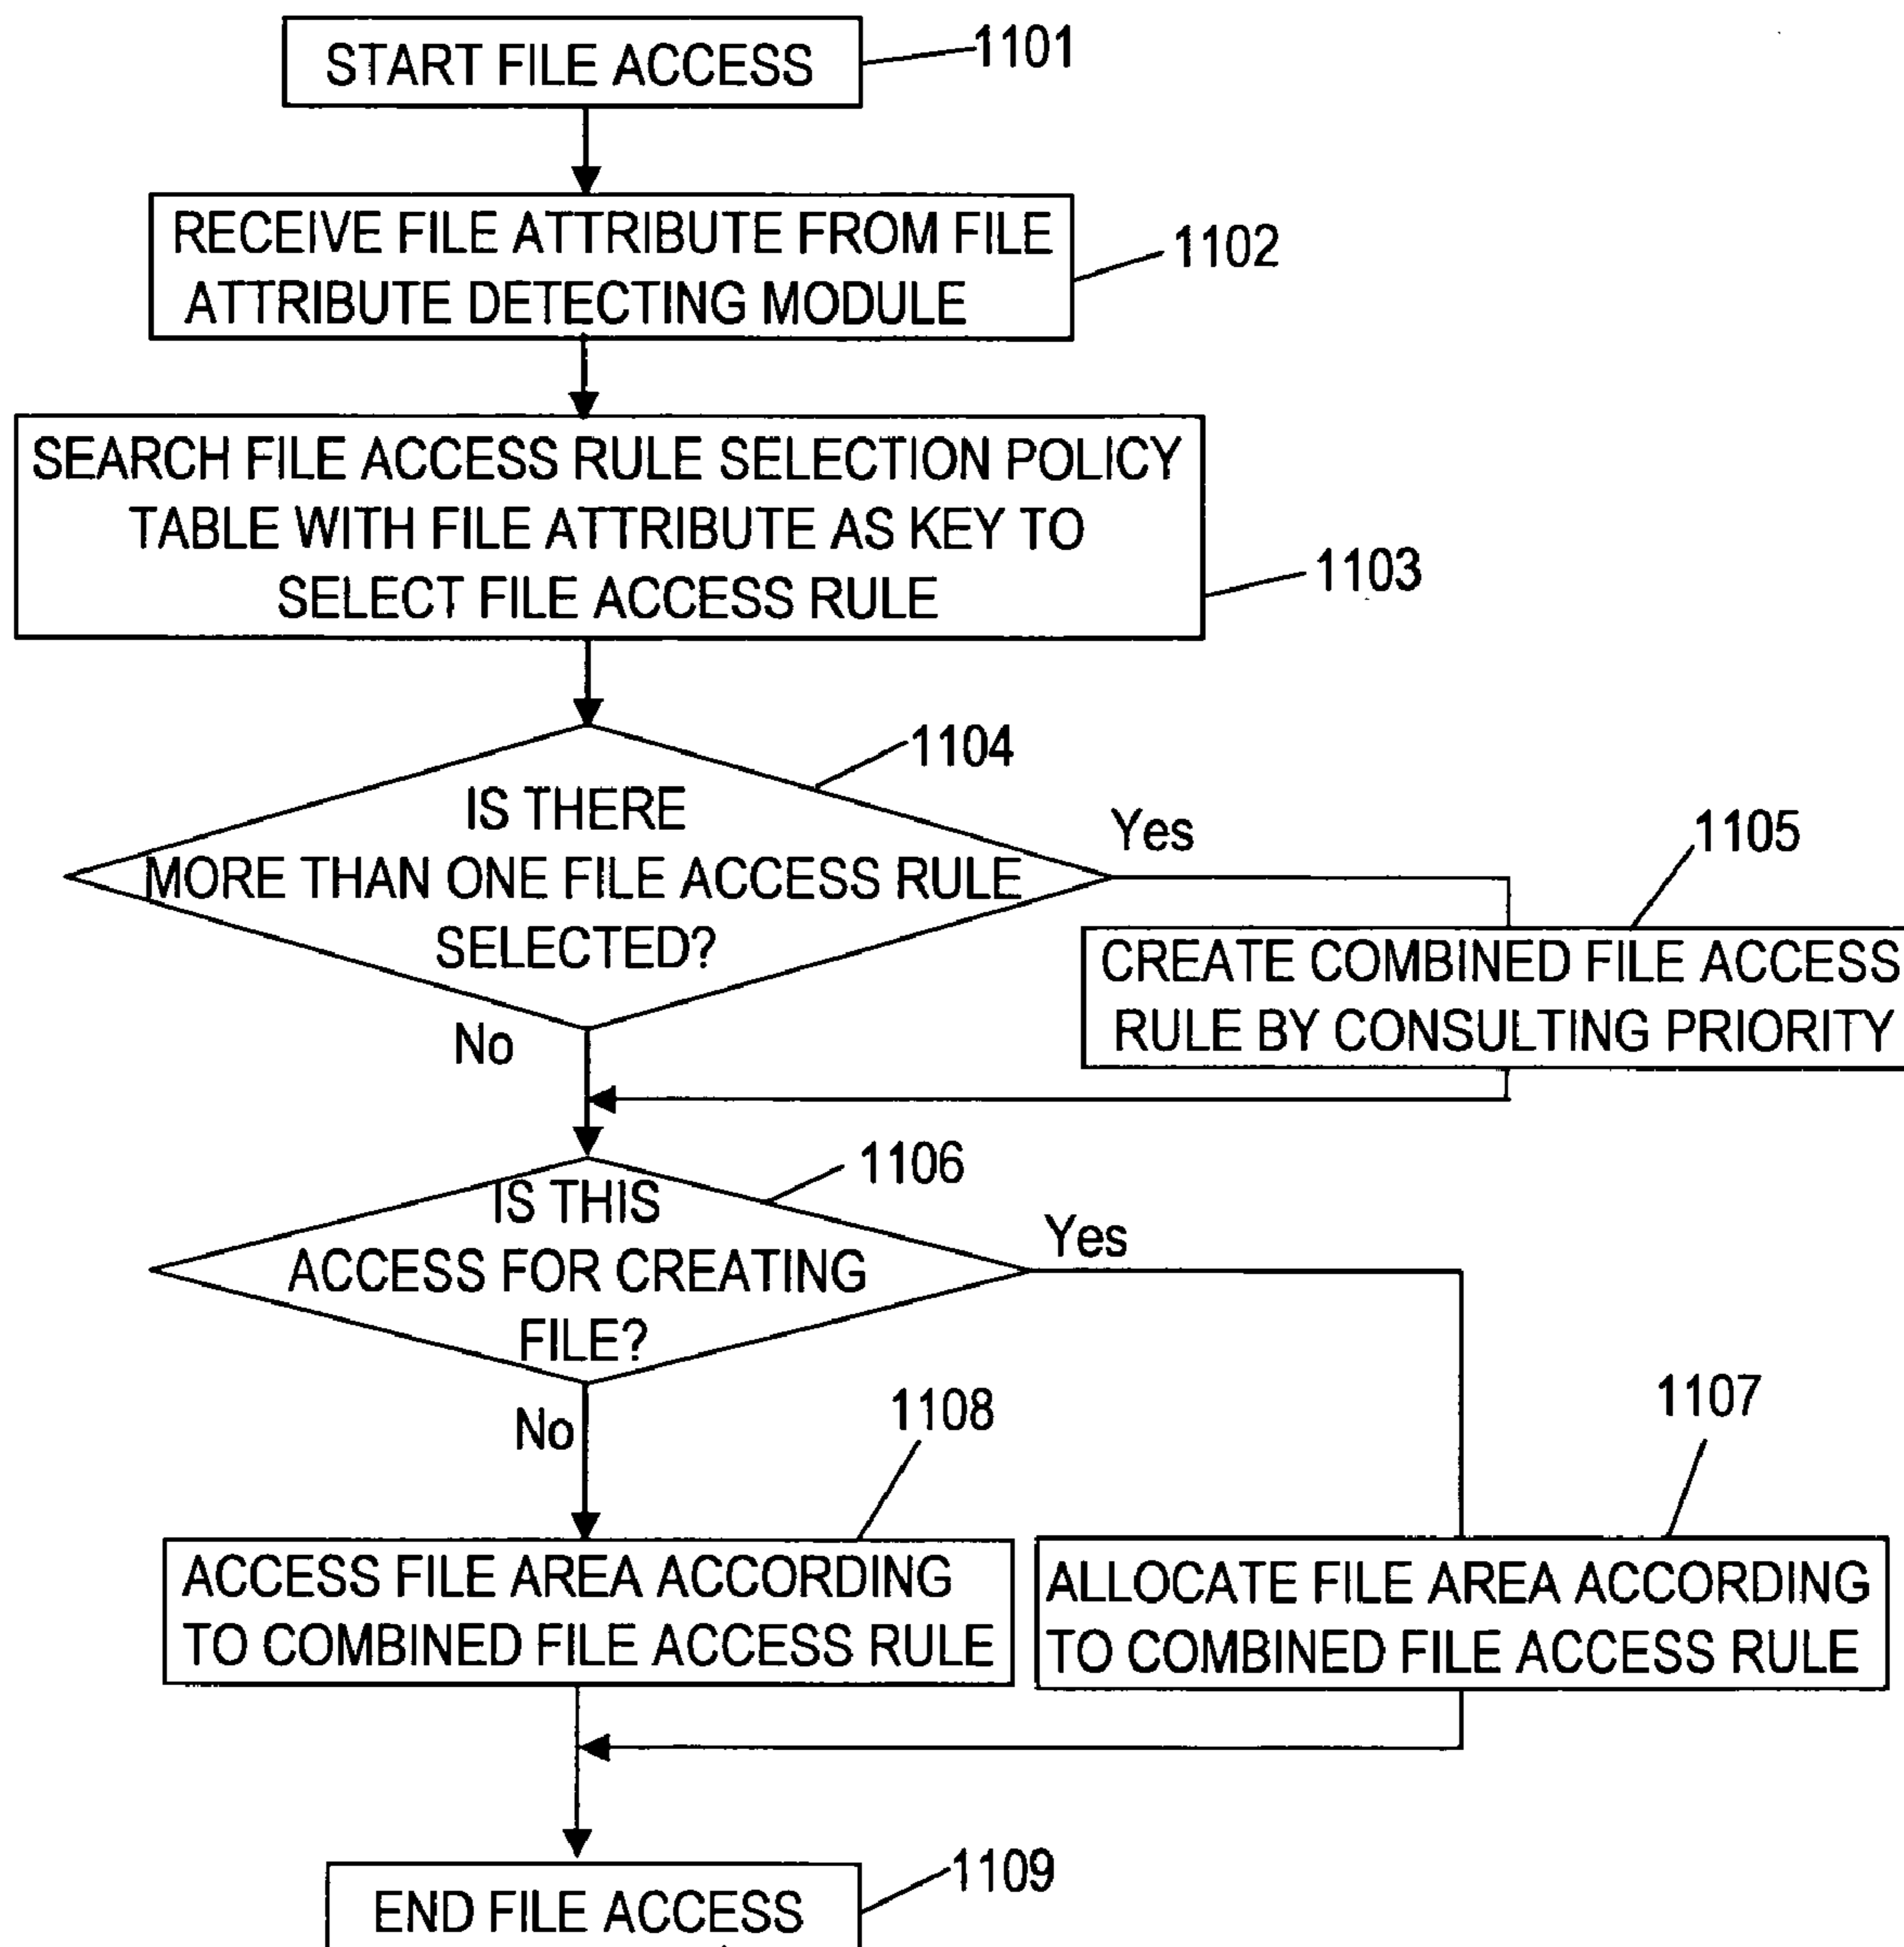 START FILE ACCESS
1101
RECEIVE FILE ATTRIBUTE FROM FILE
ATTRIBUTE DETECTING MODULE
1102
SEARCH FILE ACCESS RULE SELECTION POLICY
TABLE WITH FILE ATTRIBUTE AS KEY TO
SELECT FILE ACCESS RULE
1103
1104
IS THERE
MORE THAN ONE FILE ACCESS RULE
SELECTED?
Yes
1105
CREATE COMBINED FILE ACCESS
RULE BY CONSULTING PRIORITY
No
1106
IS THIS
ACCESS FOR CREATING
FILE?
Yes
No
1108
1107
ACCESS FILE AREA ACCORDING
TO COMBINED FILE ACCESS RULE
ALLOCATE FILE AREA ACCORDING
TO COMBINED FILE ACCESS RULE
1109
END FILE ACCESS